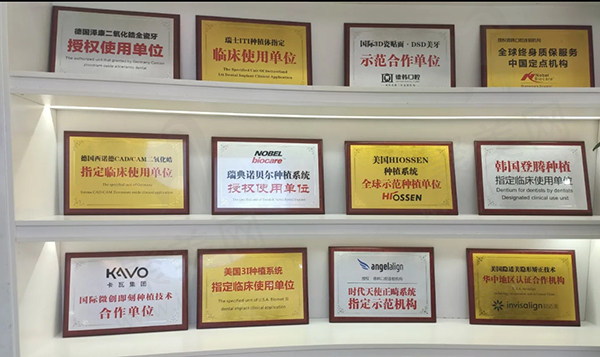 德国泽康二氧化锆全瓷牙
授权使用单位
瑞士ITI种植体指定
临床使用单位
国际3D瓷贴面·DSD美牙
示范合作单位
德韩口腔
全球终身质保服务
中国定点机构
Nobel
Biocare
德国西诺德CAD/CAM二氧化锆
指定临床使用单位
NOBEL
biocare
瑞典诺贝尔种植系统
授权使用单位
美国HIOSSEN
种植系统
全球示范种植单位
HIOSSEN
韩国登腾种植
指定临床使用单位
Dentium for dentists by dentists
Designated clinical use unit
KAVO
卡瓦集团
国际微创即刻种植技术
合作单位
美国3I种植系统
指定临床使用单位
angelalign
时代天使正畸系统
指定示范机构
美国隐适美隐形矫正技术
华中地区认证合作机构
invisalign